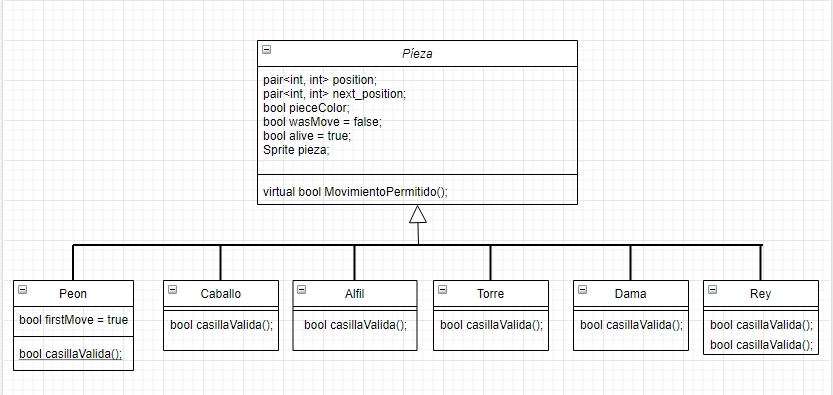 Píeza
pair<int, int> position;
pair<int, int> next_position;
bool pieceColor;
bool wasMove = false;
bool alive = true;
Sprite pieza;
virtual bool MovimientoPermitido();
Peon
bool firstMove = true
bool casillaValida();
Caballo
bool casillaValida();
Alfil
bool casillaValida();
Torre
bool casillaValida();
Dama
bool casillaValida();
Rey
bool casillaValida();
bool casillaValida();